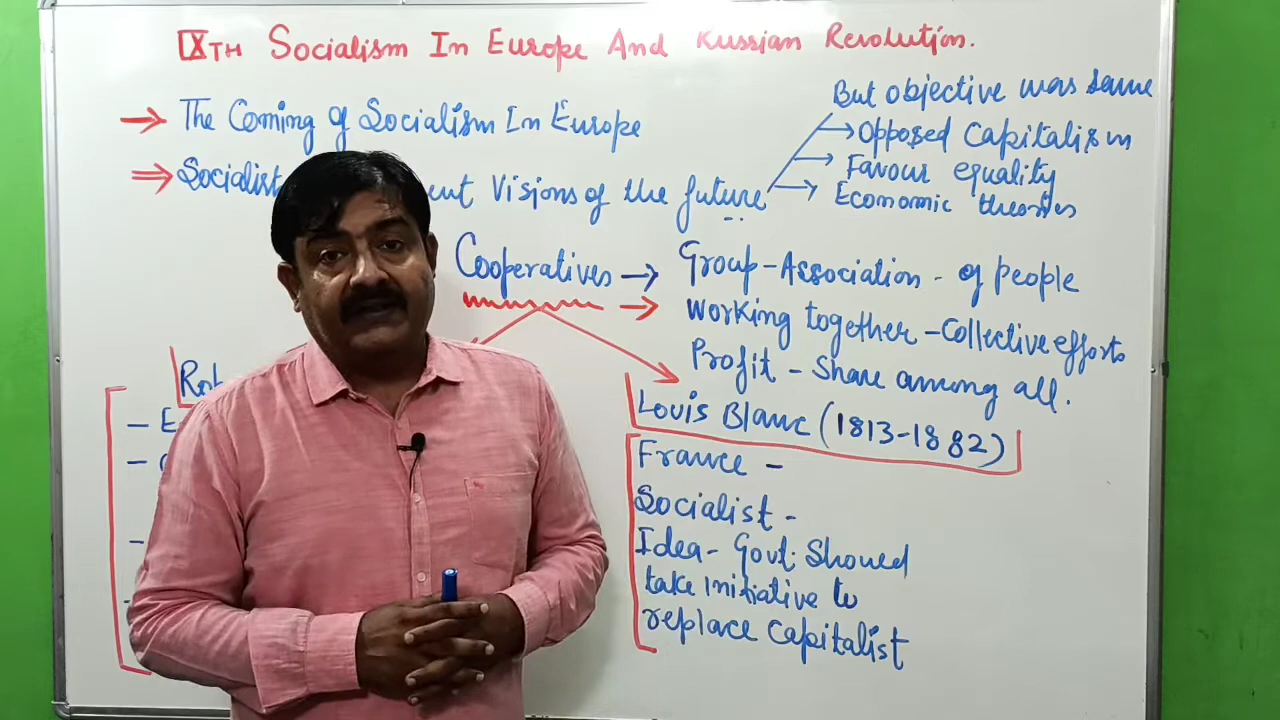 IXTH Socialism In Europe And Russian Revolution.
→ The Coming of Socialism In Europe
⇒ Socialist Visions of the future
But objective was same
→ Opposed Capitalism
→ Favour equality
→ Economic theories
Cooperatives → Group-Association - of people
→ Working together - Collective efforts
Profit - Share among all.
Louis Blanc (1813-1882)
France -
Socialist -
Idea - Govt. Should
take initiative to
replace Capitalist